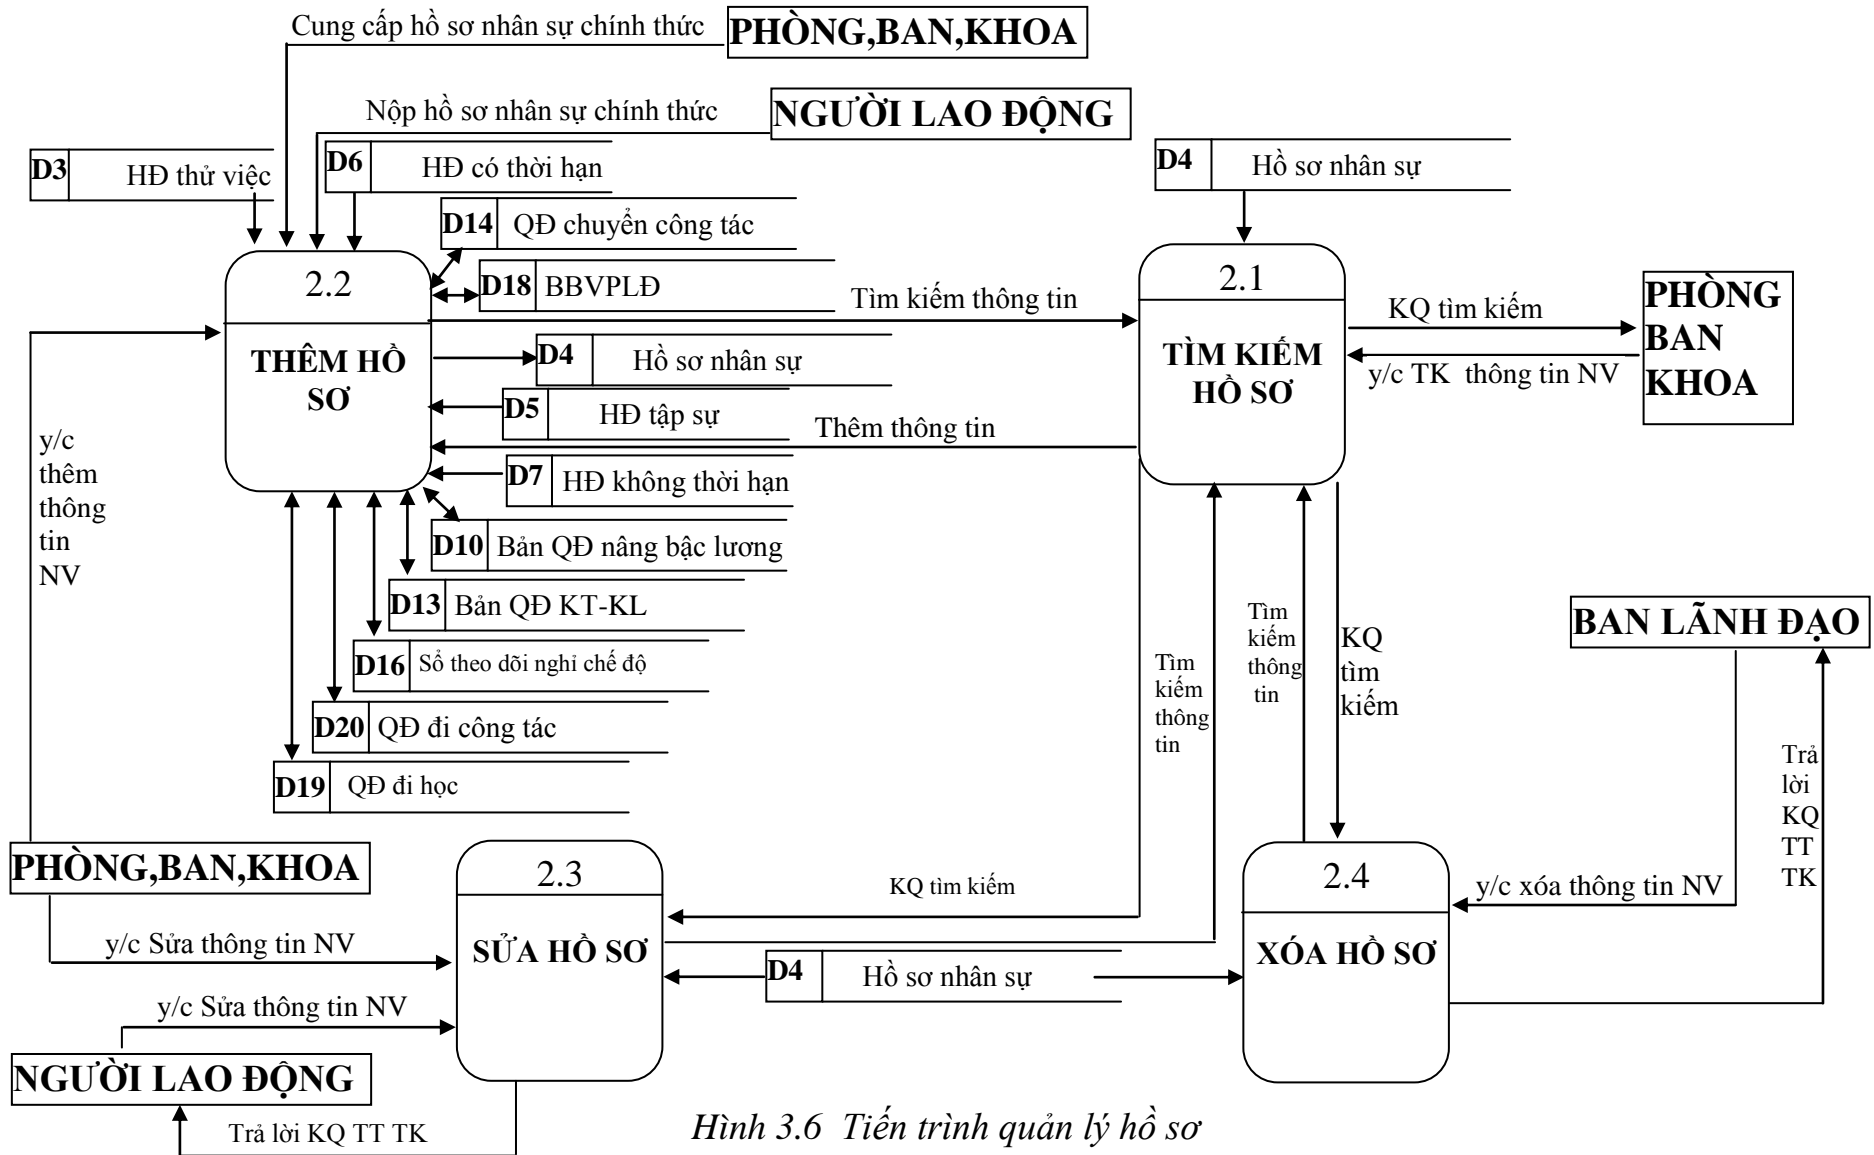 Cung cấp hồ sơ nhân sự chính thức
PHÒNG,BAN,KHOA
Nộp hồ sơ nhân sự chính thức
NGƯỜI LAO ĐỘNG
D3 HĐ thử việc
D6 HĐ có thời hạn
D4 Hồ sơ nhân sự
D14 QĐ chuyển công tác
D18 BBVPLĐ
2.2
THÊM HỒ
SƠ
Tìm kiếm thông tin
2.1
TÌM KIẾM
HỒ SƠ
KQ tìm kiếm
y/c TK thông tin NV
PHÒNG
BAN
KHOA
D4 Hồ sơ nhân sự
D5 HĐ tập sự
Thêm thông tin
D7 HĐ không thời hạn
D10 Bản QĐ nâng bậc lương
D13 Bản QĐ KT-KL
D16 Sổ theo dõi nghỉ chế độ
D20 QĐ đi công tác
D19 QĐ đi học
y/c
thêm
thông
tin
NV
Tìm
kiếm
thông
tin
Tìm
kiếm
thông
tin
KQ
tìm
kiếm
BAN LÃNH ĐẠO
Trả
lời
KQ
TT
TK
PHÒNG,BAN,KHOA
y/c Sửa thông tin NV
2.3
SỬA HỒ SƠ
KQ tìm kiếm
D4 Hồ sơ nhân sự
2.4
XÓA HỒ SƠ
y/c xóa thông tin NV
y/c Sửa thông tin NV
NGƯỜI LAO ĐỘNG
Trả lời KQ TT TK
Hình 3.6 Tiến trình quản lý hồ sơ